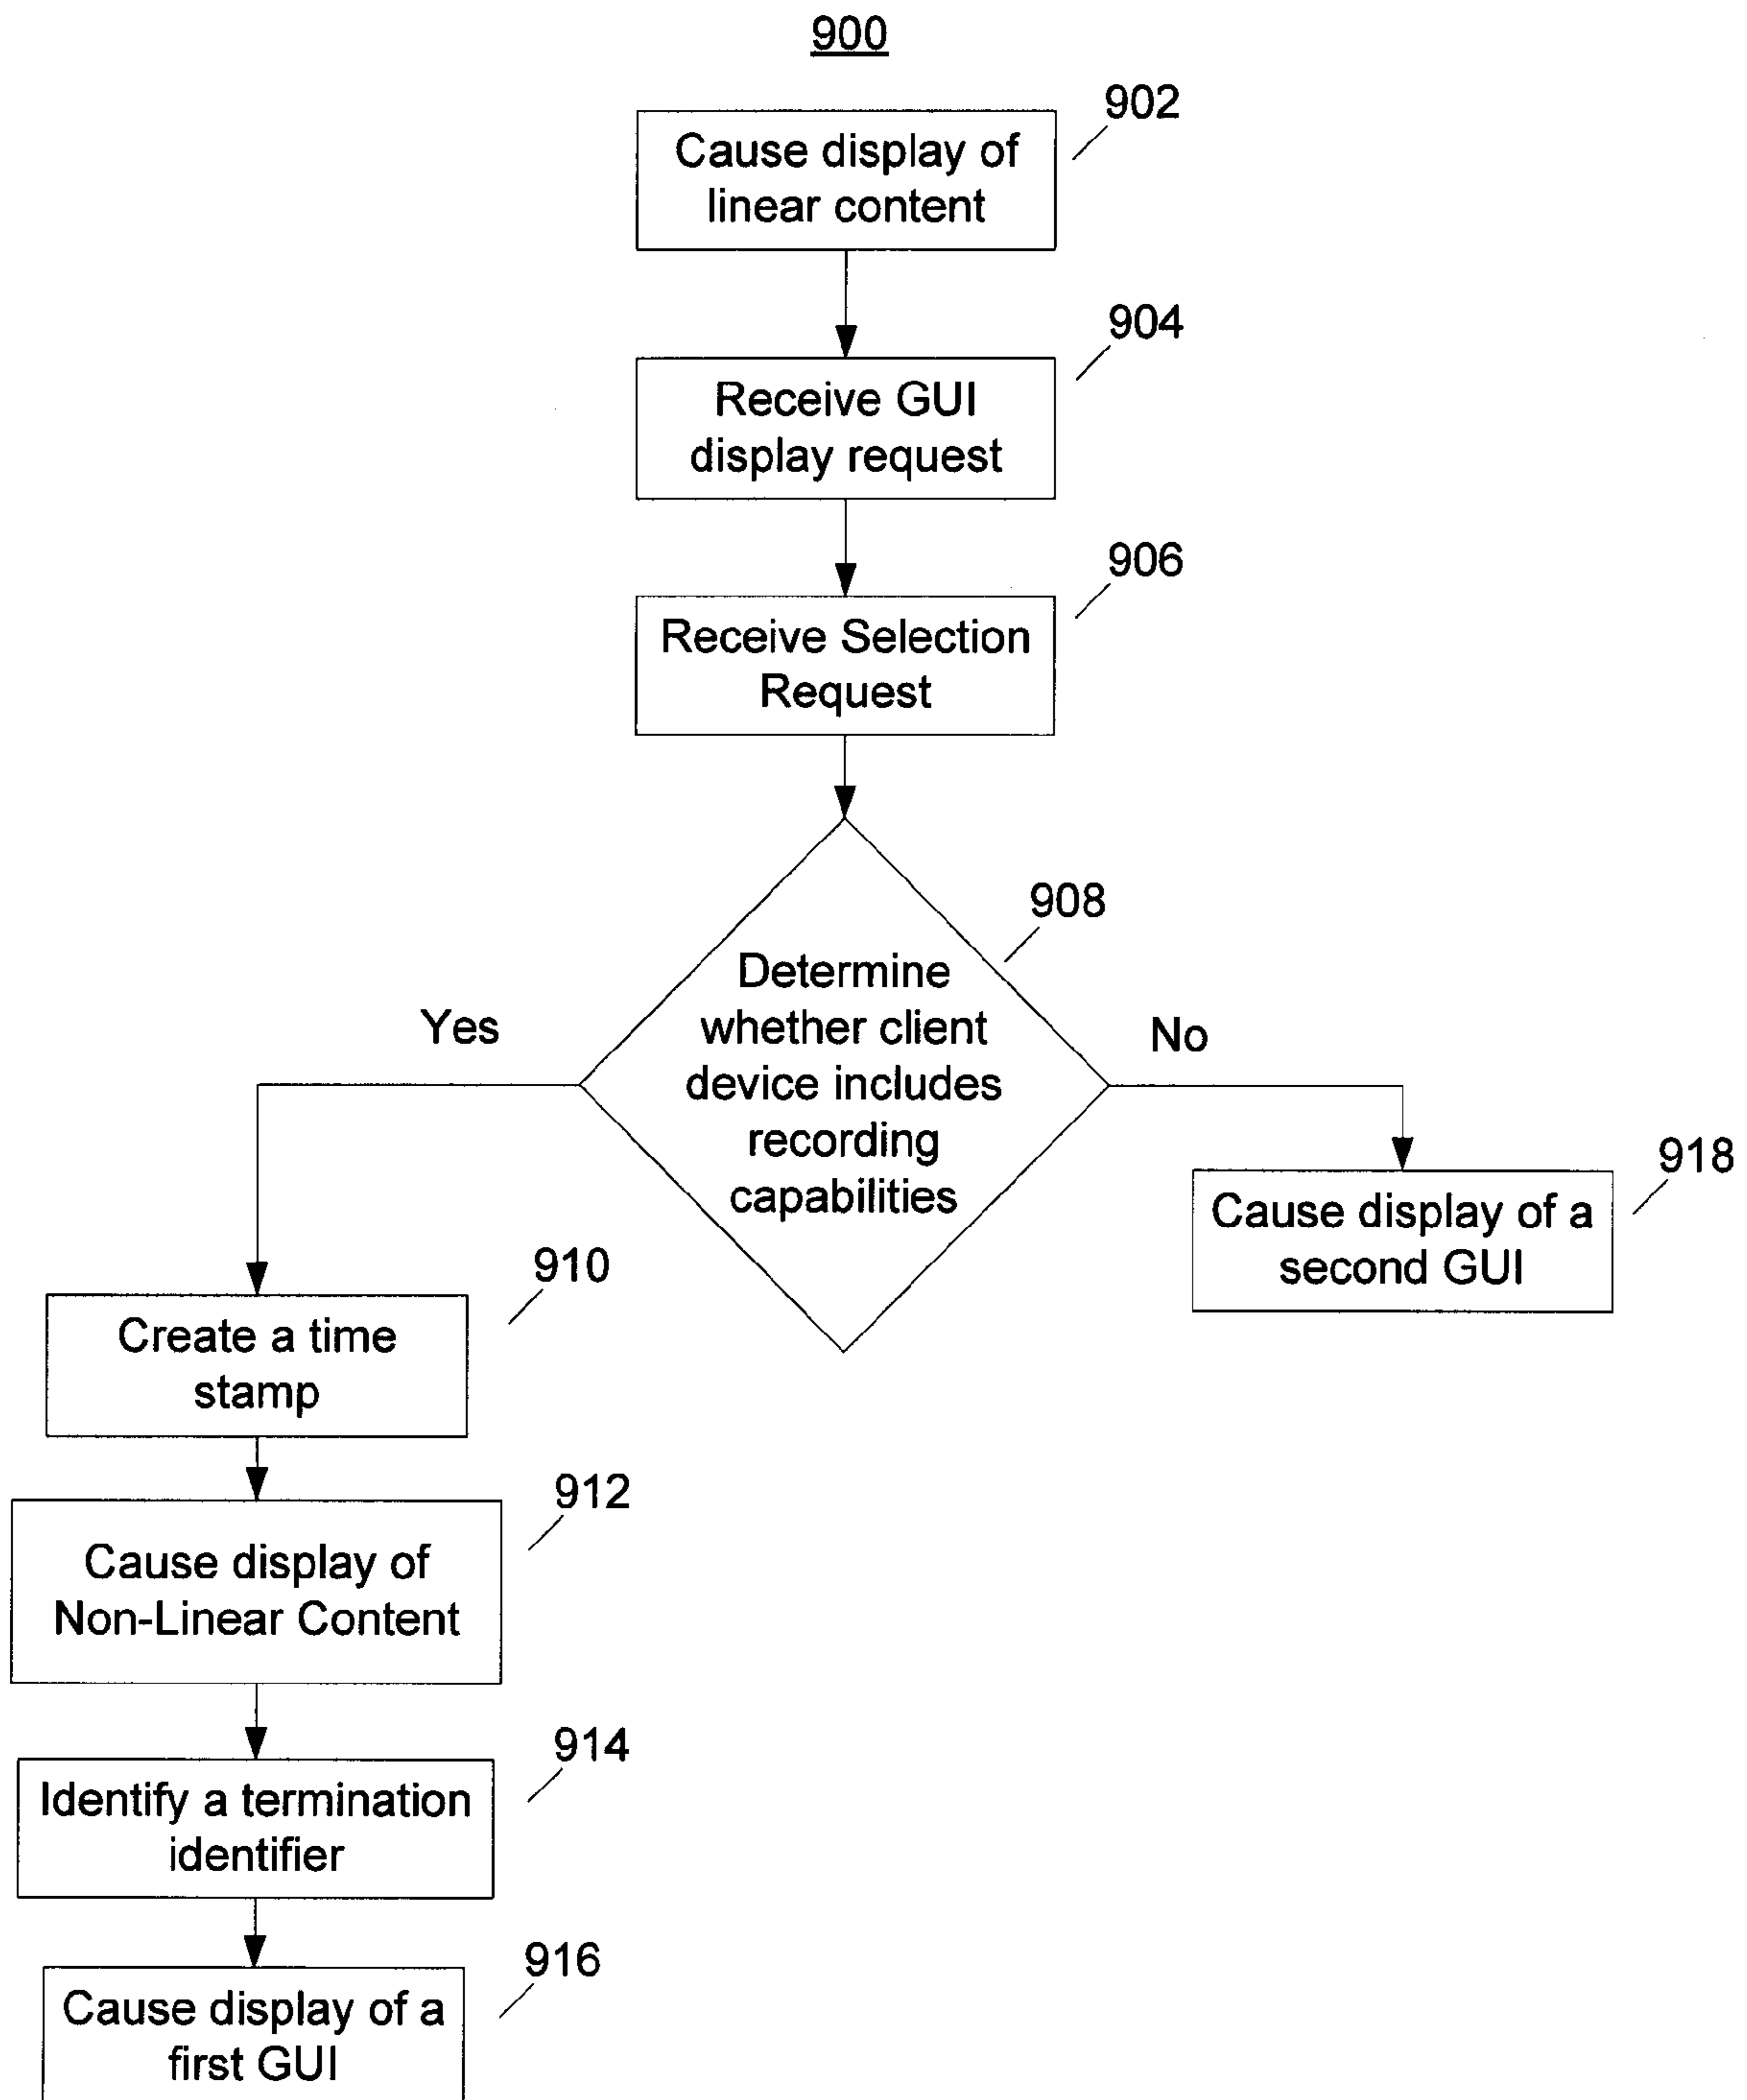 900
902
Cause display of
linear content
904
Receive GUI
display request
906
Receive Selection
Request
908
Determine
whether client
device includes
recording
capabilities
Yes
No
918
Cause display of a
second GUI
910
Create a time
stamp
912
Cause display of
Non-Linear Content
914
Identify a termination
identifier
916
Cause display of a
first GUI